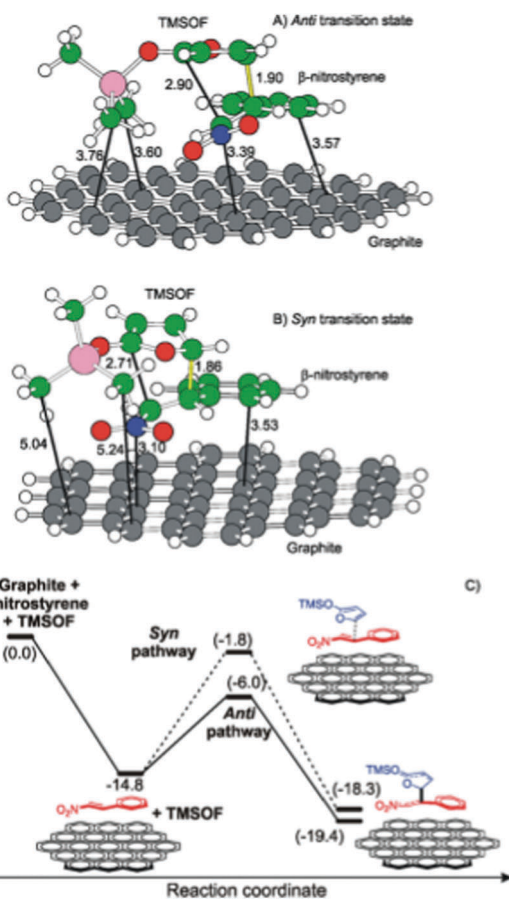 TMSOF
A) Anti transition state
2.90
1.90
β-nitrostyrene
3.76
3.60
3.39
3.57
Graphite
TMSOF
B) Syn transition state
2.71
1.86
β-nitrostyrene
5.04
5.24
3.10
3.53
Graphite
Graphite +
nitrostyrene
+ TMSOF
(0.0)
C)
Syn
pathway
(-1.8)
(-6.0)
Anti
pathway
TMSO
O
O₂N
-14.8
O₂N
+ TMSOF
(-18.3)
(-19.4)
TMSO
O
O₂N
Reaction coordinate